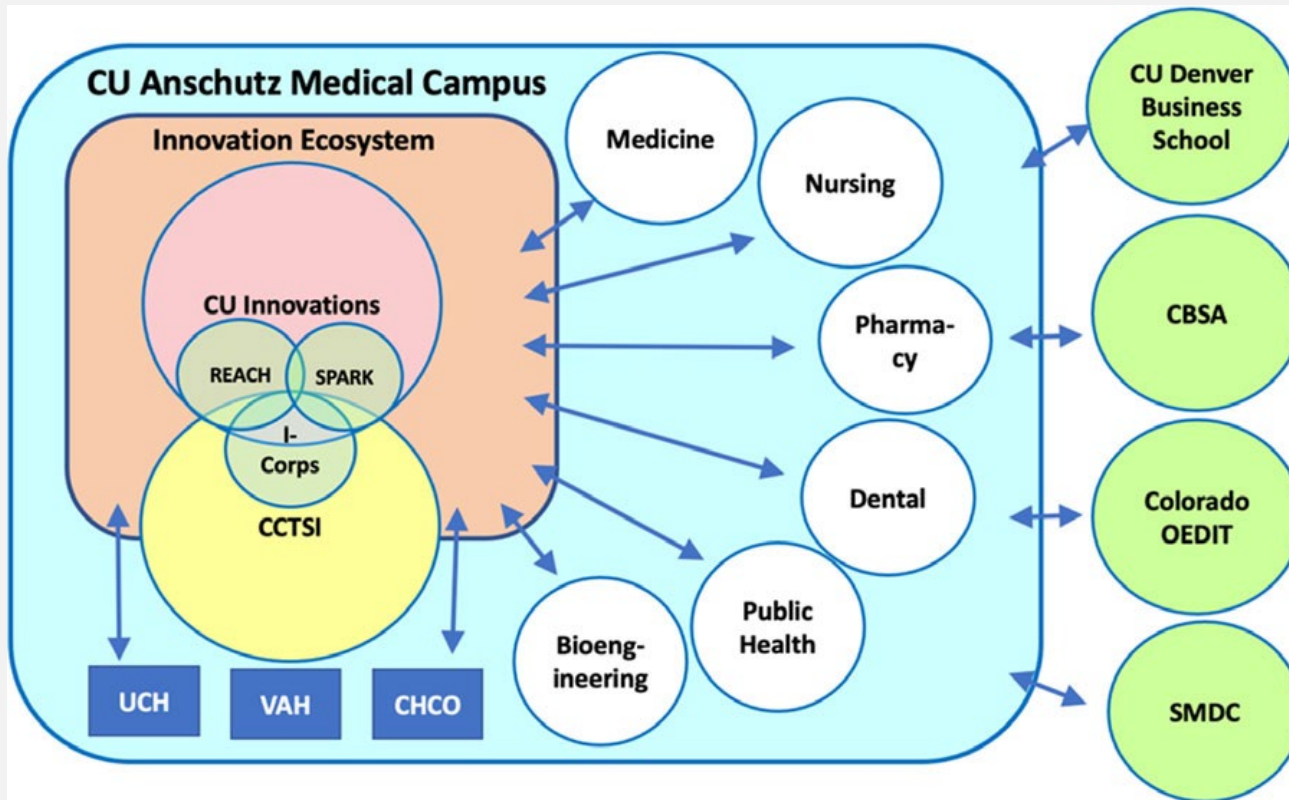 CU Anschutz Medical Campus
Innovation Ecosystem
CU Innovations
REACH
SPARK
I-
Corps
CCTSI
UCH
VAH
CHCO
Medicine
Nursing
Pharma-
cy
Dental
Public
Health
Bioeng-
ineering
CU Denver
Business
School
CBSA
Colorado
OEDIT
SMDC